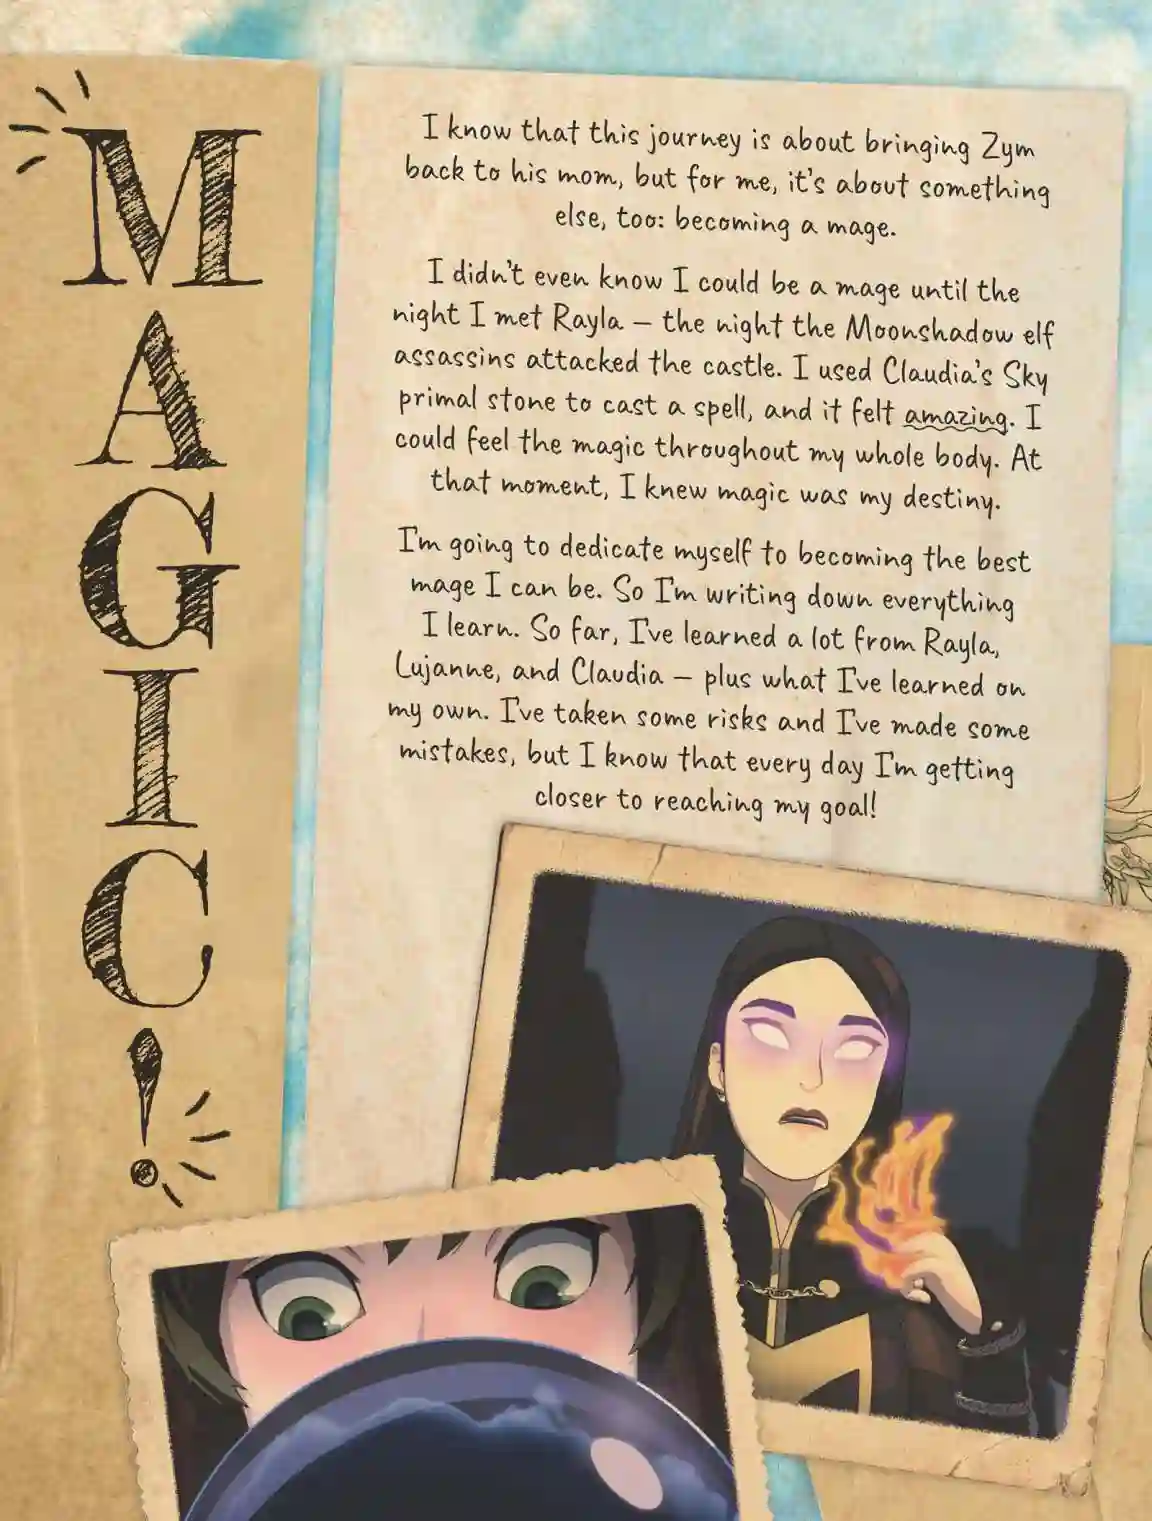 MAGIC!
I know that this journey is about bringing Zym
back to his mom, but for me, it's about something
else, too: becoming a mage.
I didn't even know I could be a mage until the
night I met Rayla – the night the Moonshadow elf
assassins attacked the castle. I used Claudia's Sky
primal stone to cast a spell, and it felt amazing. I
could feel the magic throughout my whole body. At
that moment, I knew magic was my destiny.
I'm going to dedicate myself to becoming the best
mage I can be. So I'm writing down everything
I learn. So far, I've learned a lot from Rayla,
Lujanne, and Claudia – plus what I've learned on
my own. I've taken some risks and I've made some
mistakes, but I know that every day I'm getting
closer to reaching my goal!